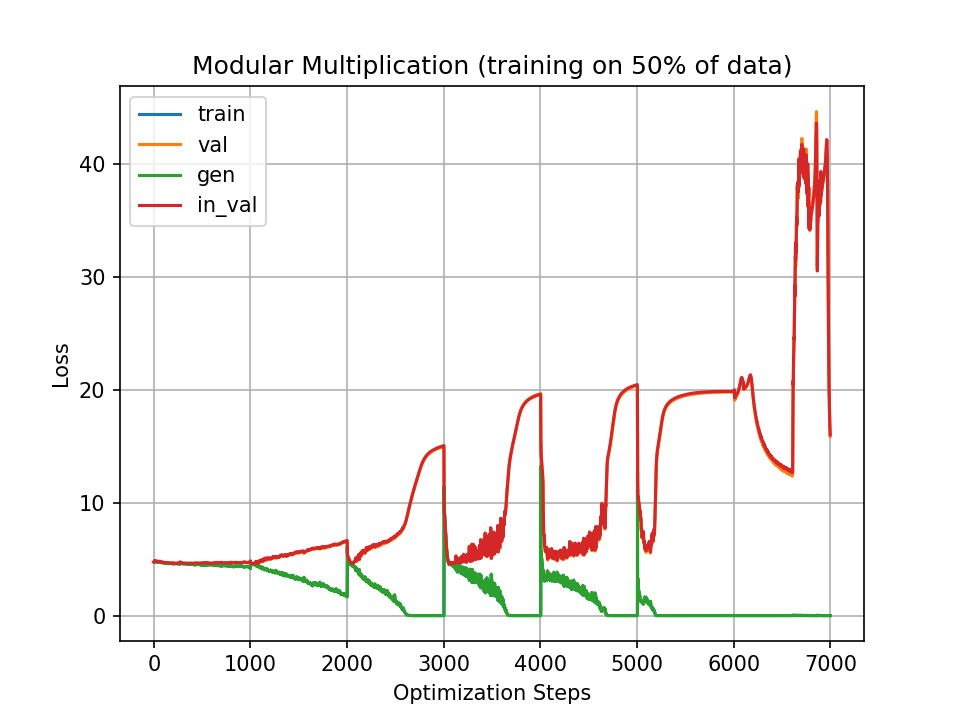 Modular Multiplication (training on 50% of data)
train
val
gen
in_val
Loss
40
30
20
10
0
0 1000 2000 3000 4000 5000 6000 7000
Optimization Steps